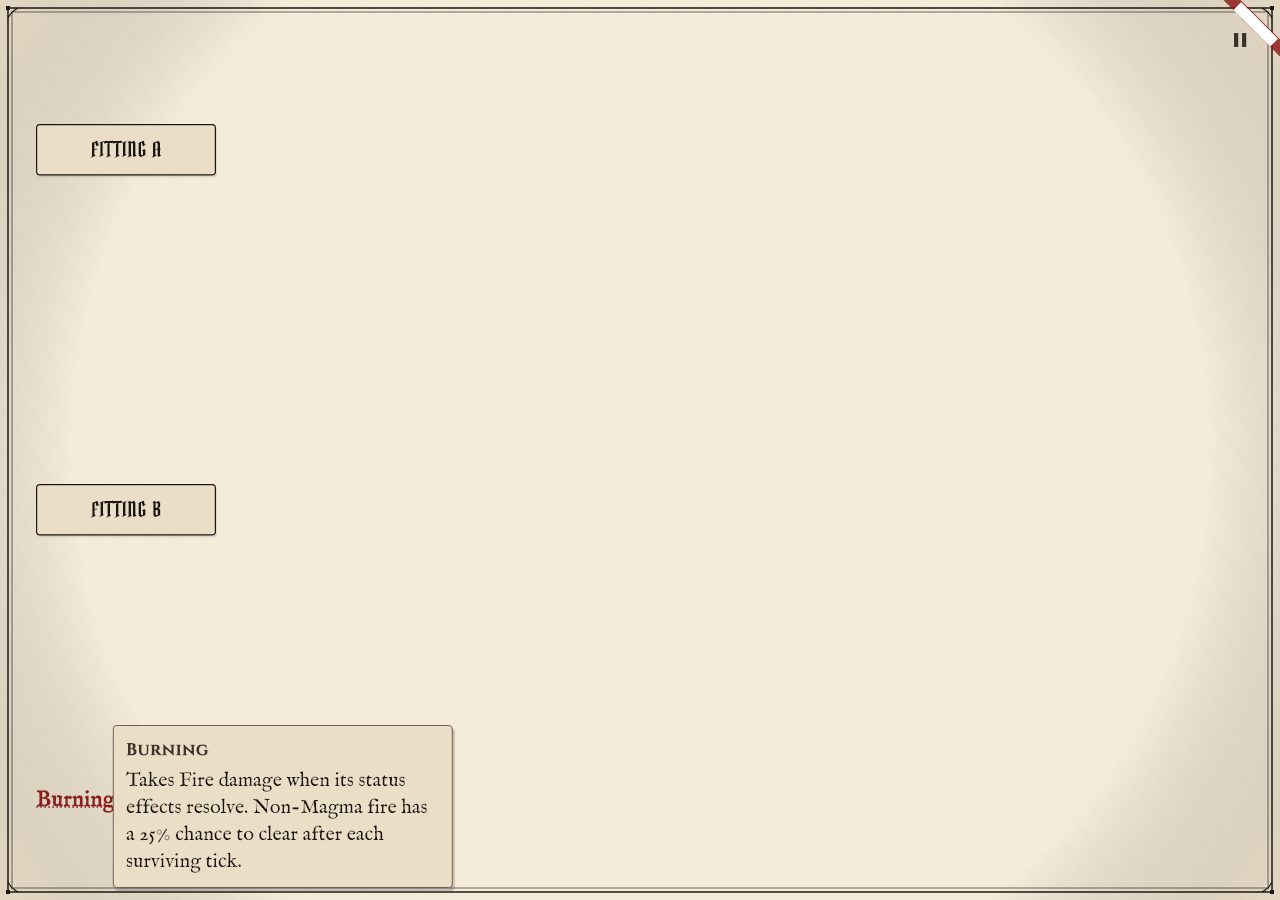 FITTING A
FITTING B
Burning
Burning
Takes Fire damage when its status
effects resolve. Non-Magma fire has
a 25% chance to clear after each
surviving tick.